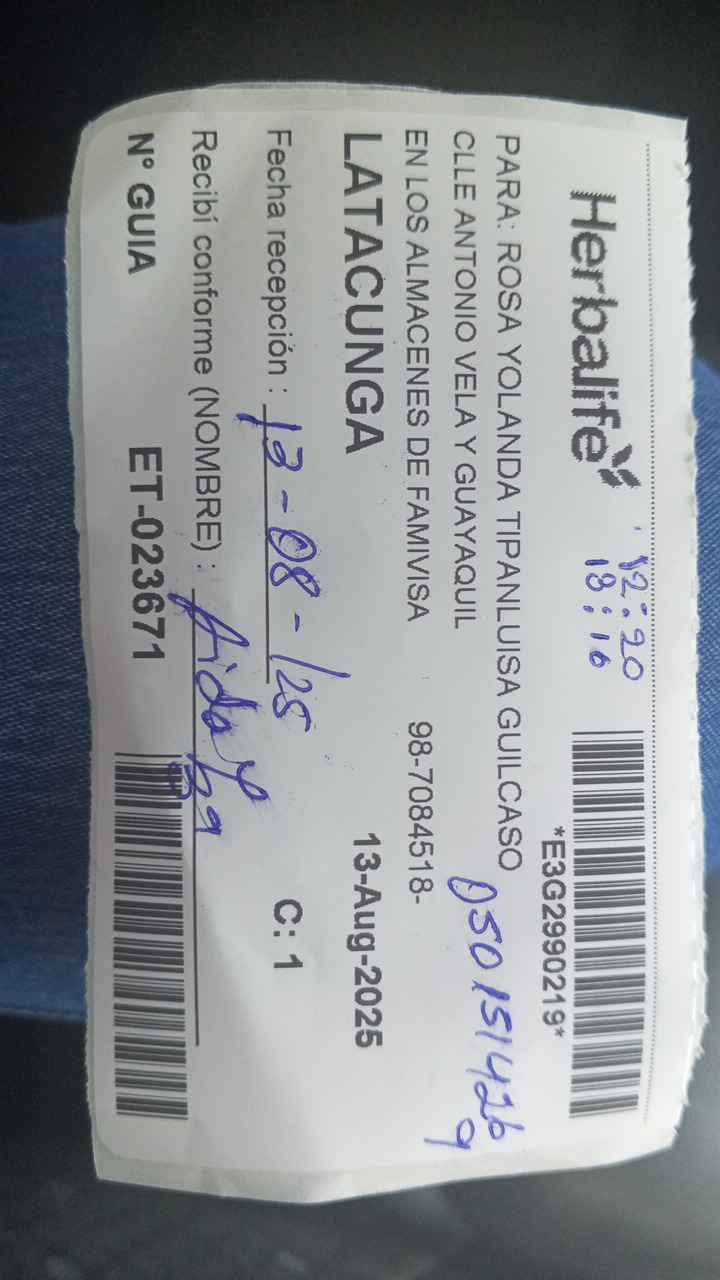 Herbalife
12:20
13:16
*E3G2990219*
PARA: ROSA YOLANDA TIPANLUISA GUILCASO
CLLE ANTONIO VELA Y GUAYAQUIL
0501514269
EN LOS ALMACENES DE FAMIVISA 98-7084518-
LATACUNGA 13-Aug-2025
Fecha recepción : 13-08-/25 C: 1
Recibí conforme (NOMBRE) : Aida
Nº GUIA ET-023671